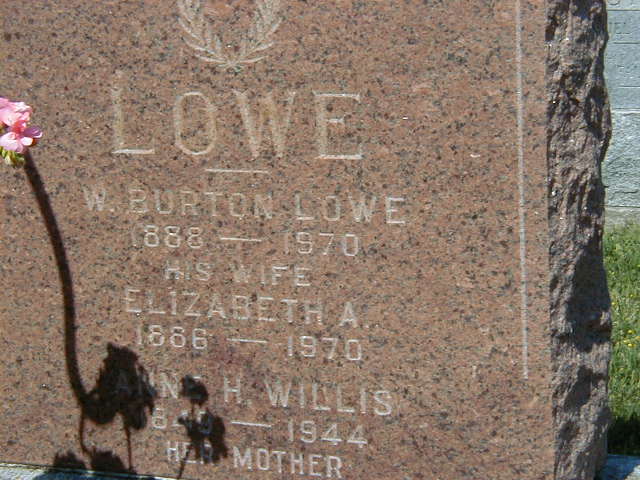 LOWE
W. BURTON LOWE
1888 — 1970
HIS WIFE
ELIZABETH A.
1886 — 1970
H. WILLIS
— 1944
HER MOTHER